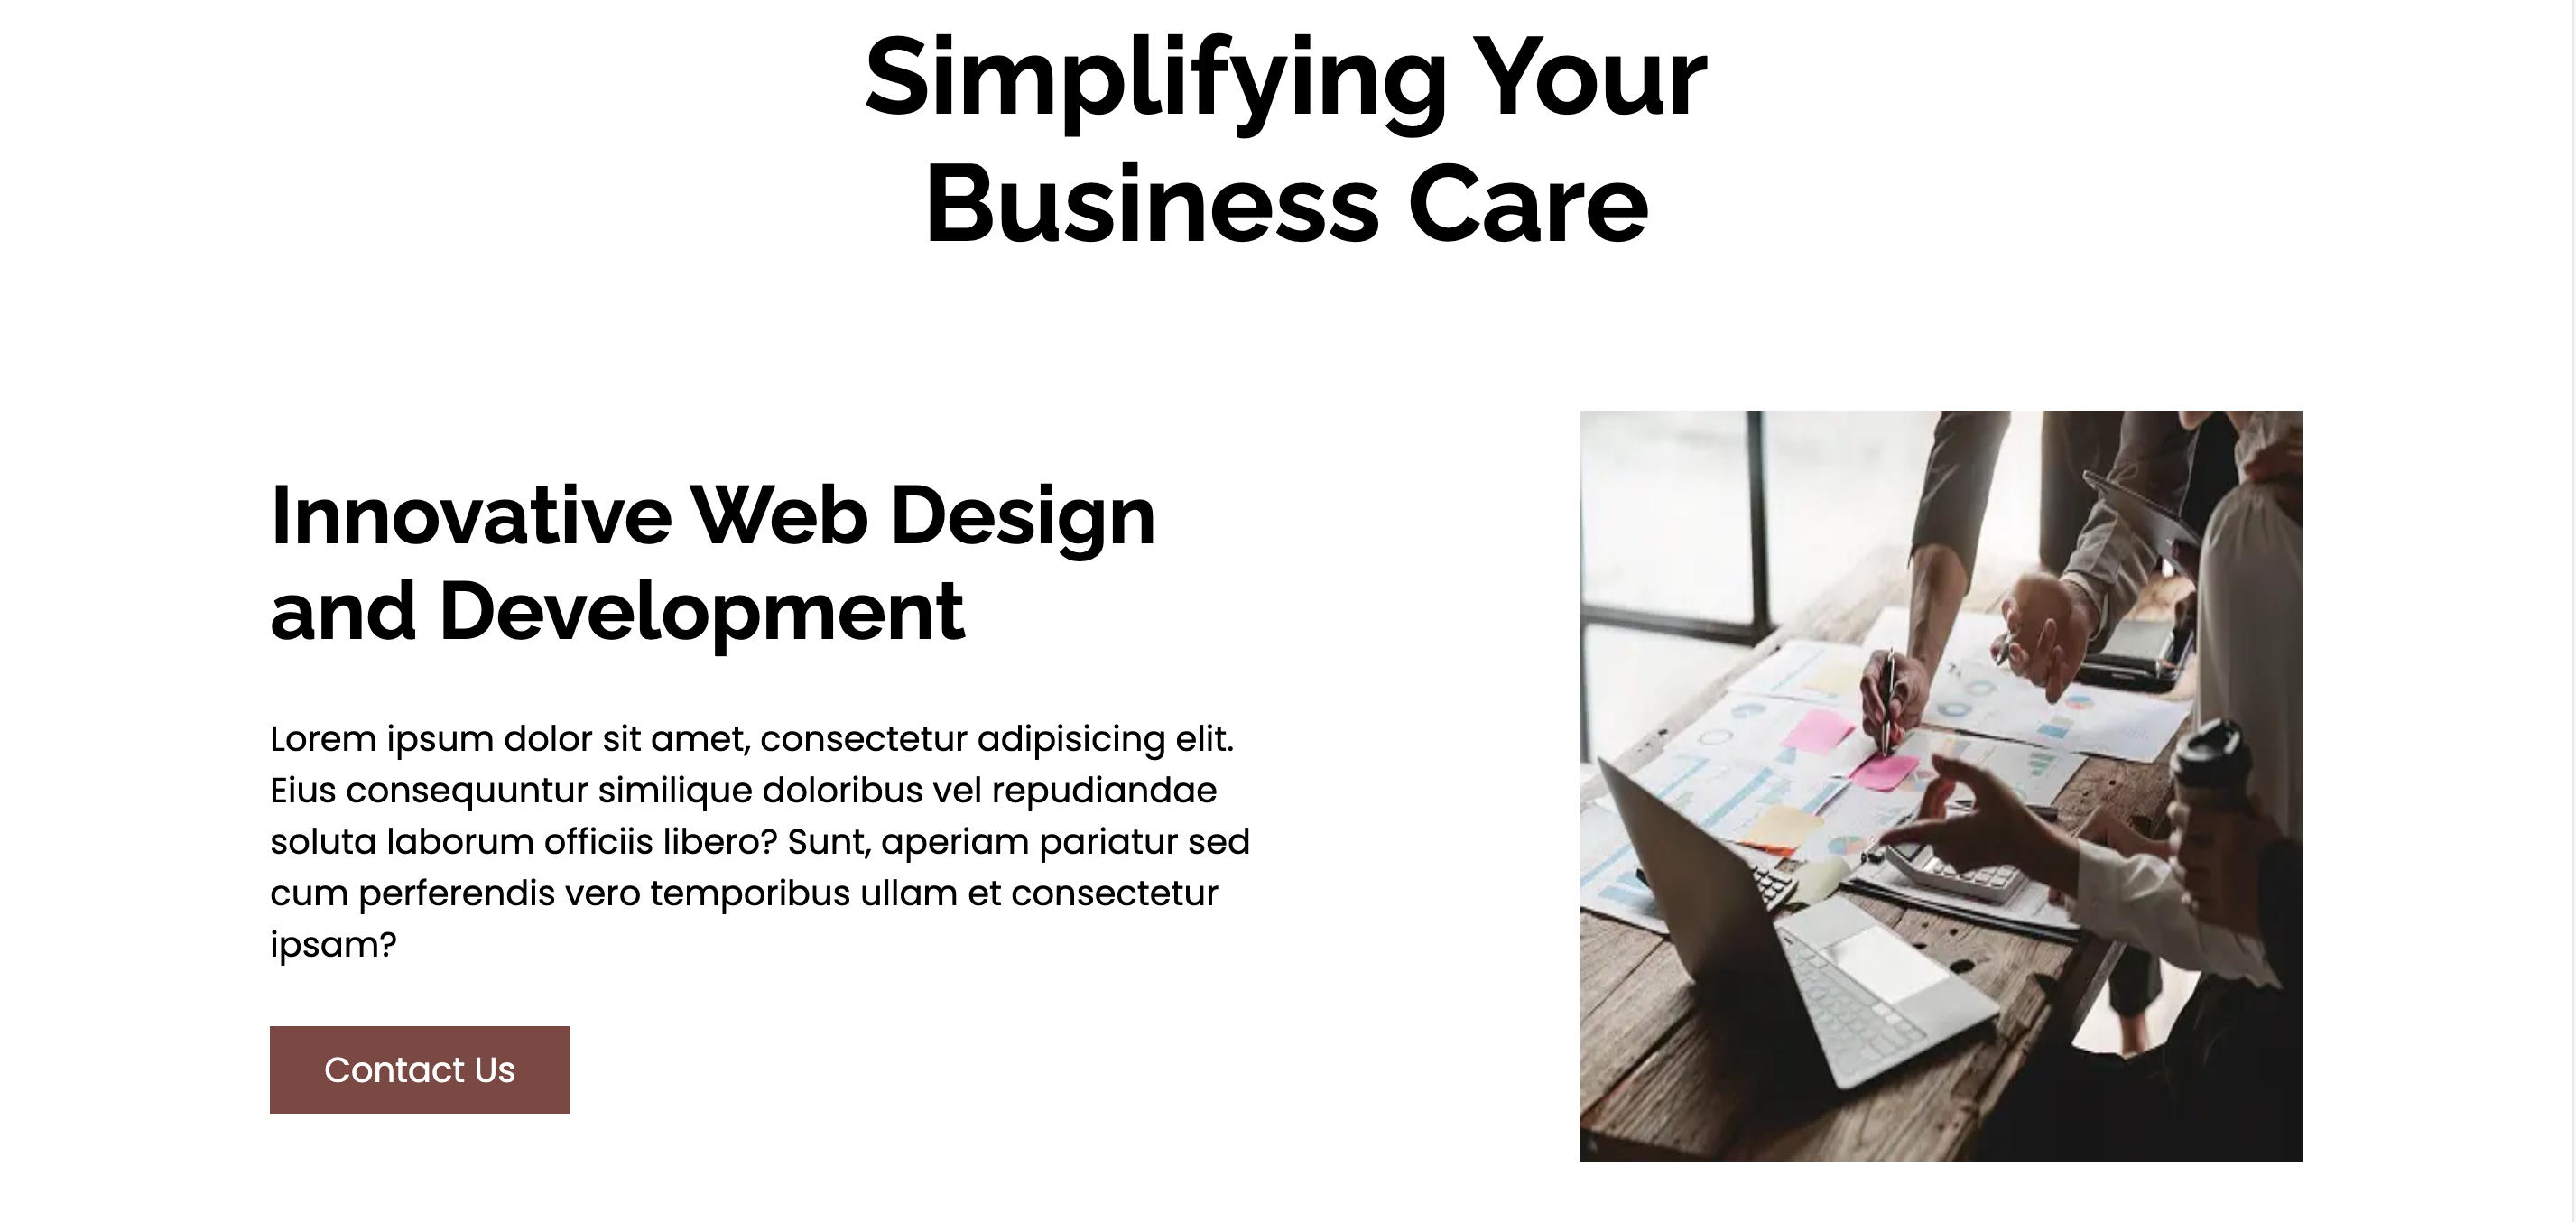 Simplifying Your
Business Care
Innovative Web Design
and Development
Lorem ipsum dolor sit amet, consectetur adipisicing elit.
Eius consequuntur similique doloribus vel repudiandae
soluta laborum officiis libero? Sunt, aperiam pariatur sed
cum perferendis vero temporibus ullam et consectetur
ipsam?
Contact Us